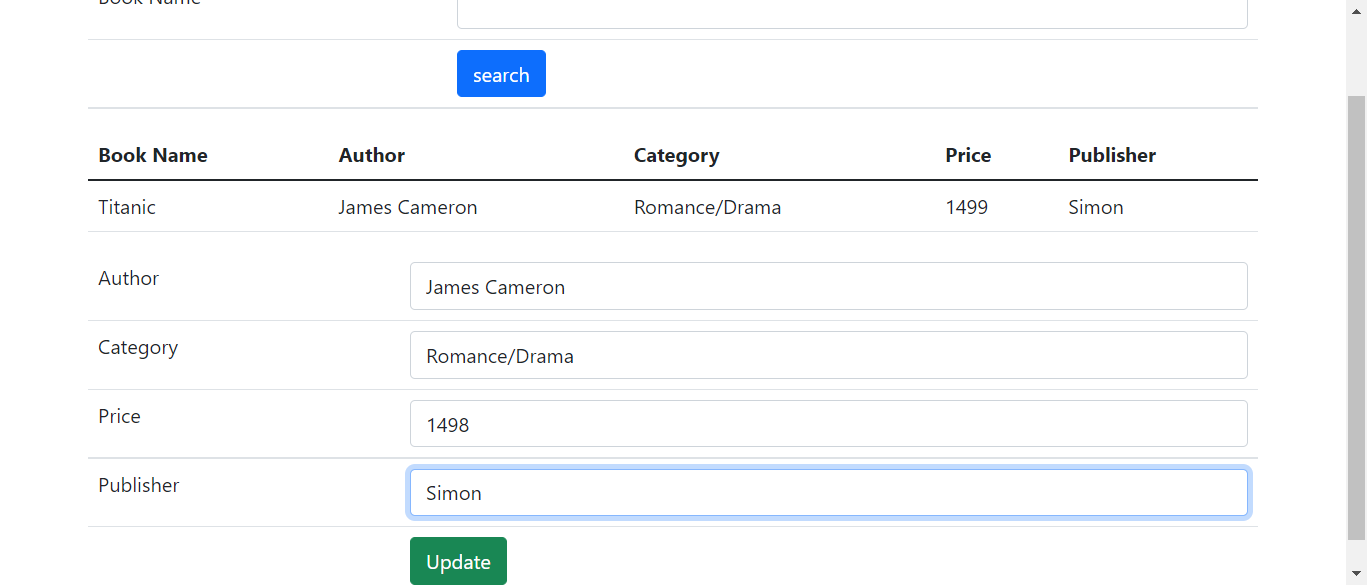 Book Name
search
Book Name Author Category Price Publisher
Titanic James Cameron Romance/Drama 1499 Simon
Author James Cameron
Category Romance/Drama
Price 1498
Publisher Simon
Update